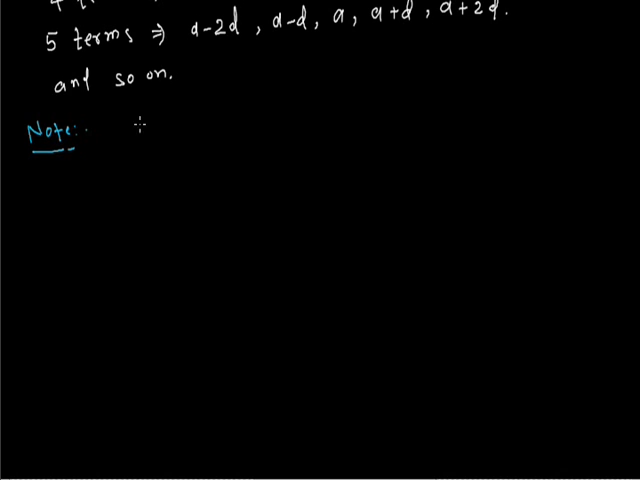 5 terms ⇒ a-2d, a-d, a, a+d, a+2d.
and so on.
Note:-